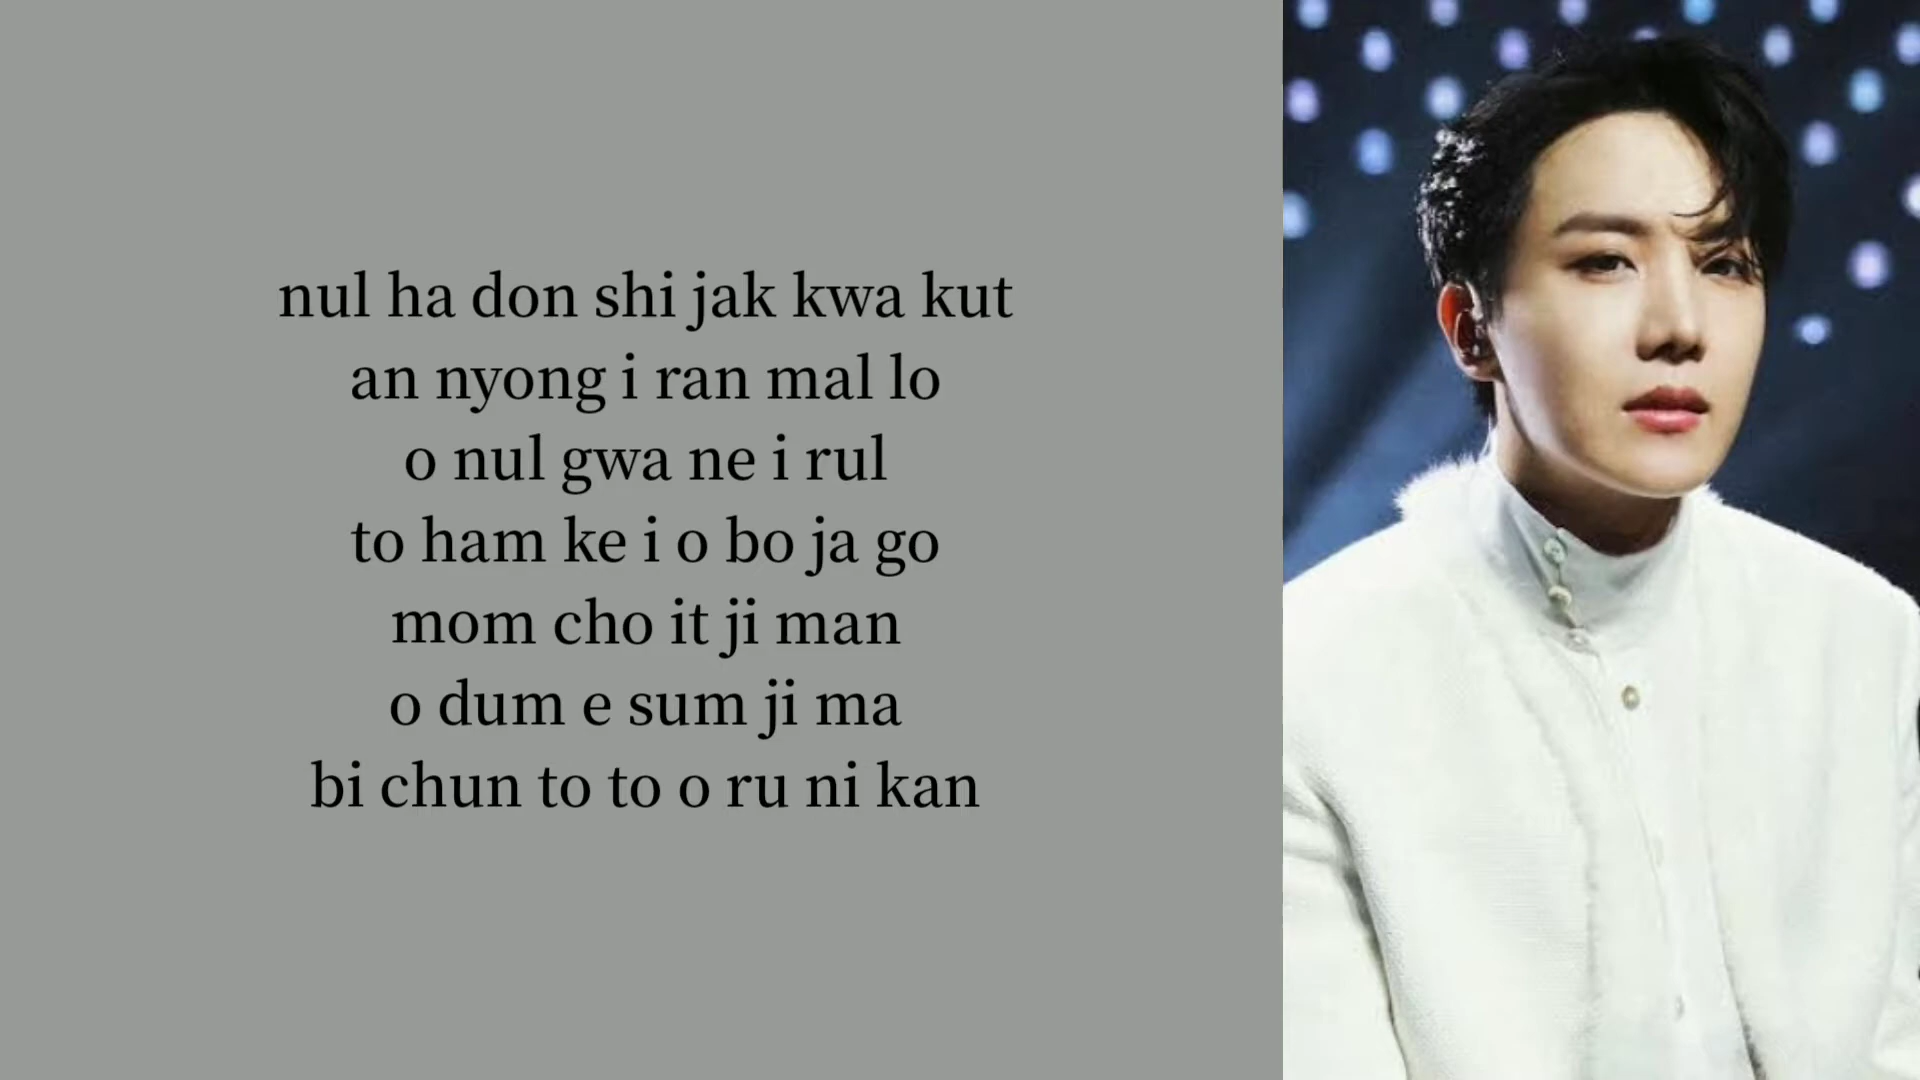 nul ha don shi jak kwa kut
an nyong i ran mal lo
o nul gwa ne i rul
to ham ke i o bo ja go
mom cho it ji man
o dum e sum ji ma
bi chun to to o ru ni kan